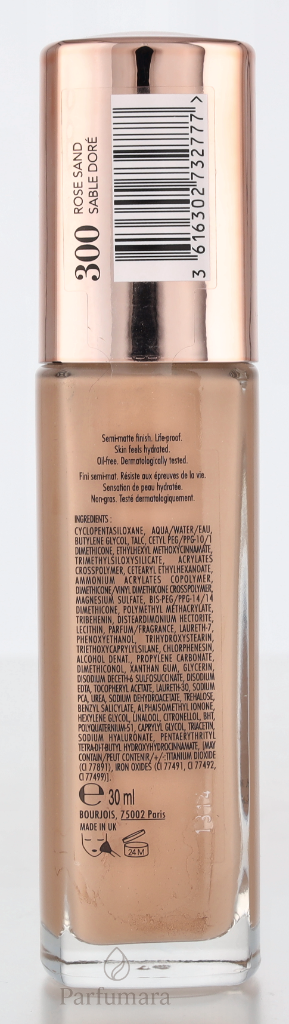 300
ROSE SAND
SABLE DORÉ
3 616302 732777 >
Semi-matte finish. Life-proof.
Skin feels hydrated.
Oil-free. Dermatologically tested.
Fini semi-mat. Résiste aux épreuves de la vie.
Sensation de peau hydratée.
Non-gras. Testé dermatologiquement.
INGREDIENTS :
CYCLOPENTASILOXANE, AQUA/WATER/EAU,
BUTYLENE GLYCOL, TALC, CETYL PEG/PPG-10/1
DIMETHICONE, ETHYLHEXYL METHOXYCINNAMATE,
TRIMETHYLSILOXYSILICATE, ACRYLATES
CROSSPOLYMER, CETEARYL ETHYLHEXANOATE,
AMMONIUM ACRYLATES COPOLYMER,
DIMETHICONE/VINYL DIMETHICONE CROSSPOLYMER,
MAGNESIUM SULFATE, BIS-PEG/PPG-14/14
DIMETHICONE, POLYMETHYL METHACRYLATE,
TRIBEHENIN, DISTEARDIMONIUM HECTORITE,
LECITHIN, PARFUM/FRAGRANCE, LAURETH-7,
PHENOXYETHANOL, TRIHYDROXYSTEARIN,
TRIETHOXYCAPRYLYLSILANE, CHLORPHENESIN,
ALCOHOL DENAT., PROPYLENE CARBONATE,
DIMETHICONOL, XANTHAN GUM, GLYCERIN,
DISODIUM DECETH-6 SULFOSUCCINATE, DISODIUM
EDTA, TOCOPHERYL ACETATE, LAURETH-30, SODIUM
PCA, UREA, SODIUM DEHYDROACETATE, TREHALOSE,
BENZYL SALICYLATE, ALPHA-ISOMETHYL IONONE,
HEXYLENE GLYCOL, LINALOOL, CITRONELLOL, BHT,
POLYQUATERNIUM-51, CAPRYLYL GLYCOL, TRIACETIN,
SODIUM HYALURONATE, PENTAERYTHRITYL
TETRA-DI-T-BUTYL HYDROXYHYDROCINNAMATE, [MAY
CONTAIN/PEUT CONTENIR/+/-:TITANIUM DIOXIDE
(CI 77891), IRON OXIDES (CI 77491, CI 77492,
CI 77499)].
℮ 30 ml
BOURJOIS, 75002 Paris
MADE IN UK
24 M
Parfumara